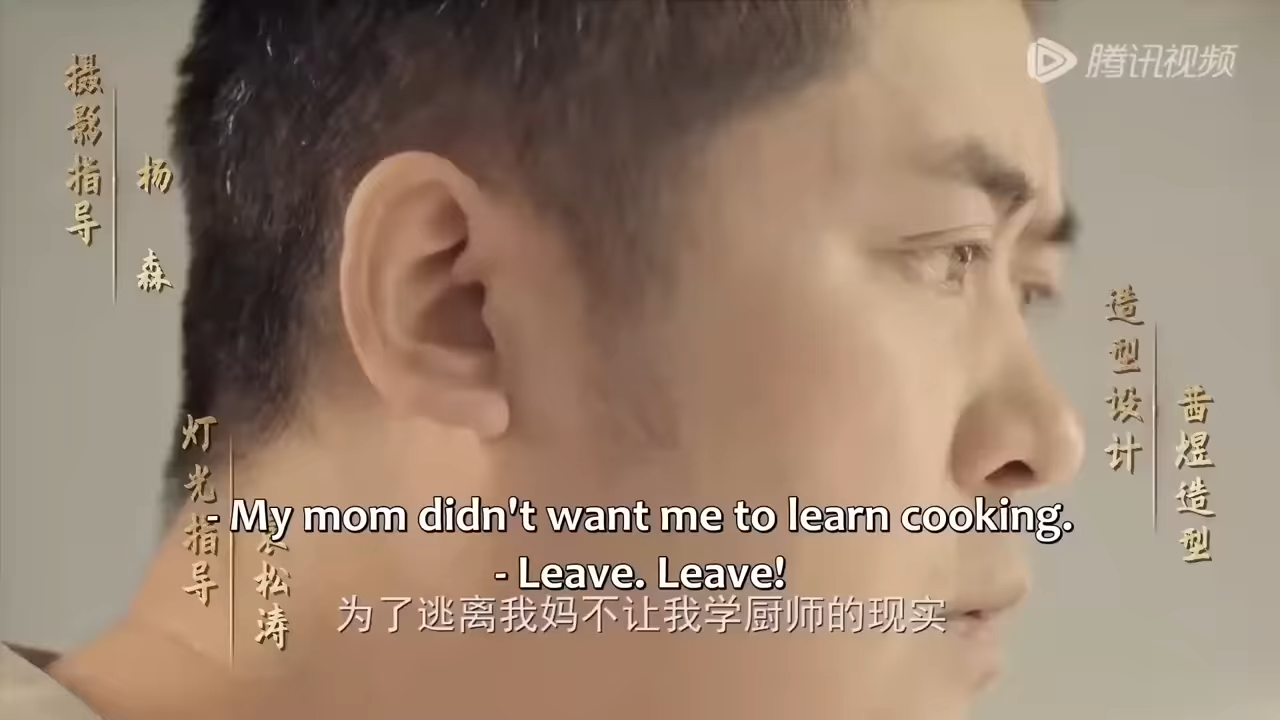 腾讯视频
摄影指导
杨森
灯光指导
松涛
造型设计
茜煜造型
- My mom didn't want me to learn cooking.
- Leave. Leave!
为了逃离我妈不让我学厨师的现实